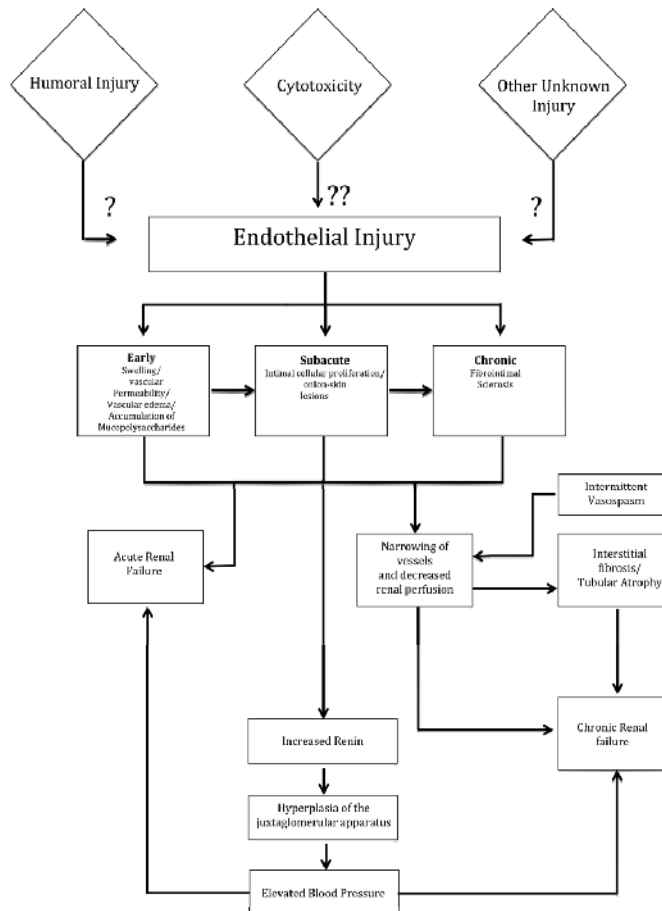 Humoral Injury
Cytotoxicity
Other Unknown
Injury
?
??
?
Endothelial Injury
Early
Swelling/
vascular
Permeability/
Vascular edema/
Accumulation of
Mucopolysaccharides
Subacute
Intimal cellular proliferation/
onion-skin
lesions
Chronic
Fibrointimal
Sclerosis
Intermittent
Vasospasm
Acute Renal
Failure
Narrowing of
vessels
and decreased
renal perfusion
Interstitial
fibrosis/
Tubular Atrophy
Increased Renin
Chronic Renal
failure
Hyperplasia of the
juxtaglomerular apparatus
Elevated Blood Pressure